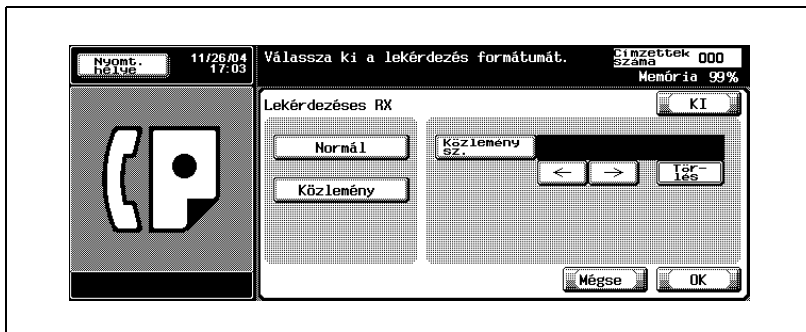 Nyomt. helye
11/26/04
17:03
Válassza ki a lekérdezés formátumát.
Címzettek száma 000
Memória 99%
Lekérdezéses RX
KI
Normál
Közlemény
Közlemény sz.
← →
Tör-
lés
Mégse
OK